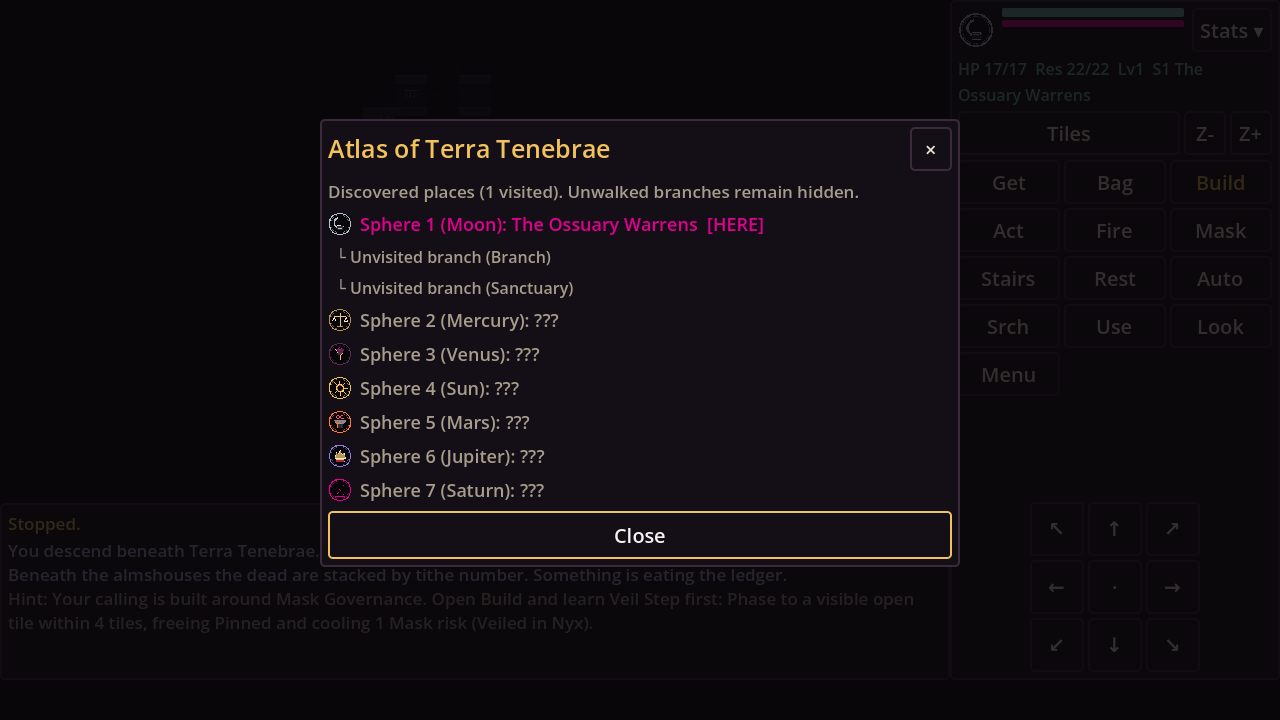 Stats ▾
HP 17/17 Res 22/22 Lv1 S1 The
Ossuary Warrens
Tiles Z- Z+
Get Bag Build
Act Fire Mask
Stairs Rest Auto
Srch Use Look
Menu
Atlas of Terra Tenebrae ×
Discovered places (1 visited). Unwalked branches remain hidden.
Sphere 1 (Moon): The Ossuary Warrens [HERE]
└ Unvisited branch (Branch)
└ Unvisited branch (Sanctuary)
Sphere 2 (Mercury): ???
Sphere 3 (Venus): ???
Sphere 4 (Sun): ???
Sphere 5 (Mars): ???
Sphere 6 (Jupiter): ???
Sphere 7 (Saturn): ???
Close
Stopped.
You descend beneath Terra Tenebrae.
Beneath the almshouses the dead are stacked by tithe number. Something is eating the ledger.
Hint: Your calling is built around Mask Governance. Open Build and learn Veil Step first: Phase to a visible open
tile within 4 tiles, freeing Pinned and cooling 1 Mask risk (Veiled in Nyx).
↖ ↑ ↗
← · →
↙ ↓ ↘